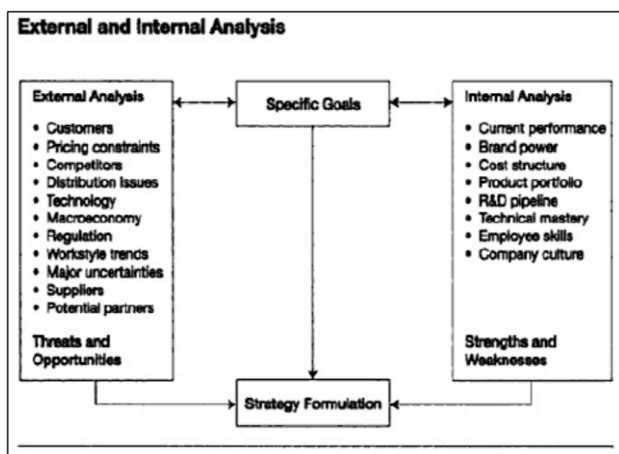 External and Internal Analysis
External Analysis
• Customers
• Pricing constraints
• Competitors
• Distribution issues
• Technology
• Macroeconomy
• Regulation
• Workstyle trends
• Major uncertainties
• Suppliers
• Potential partners
Threats and
Opportunities
Specific Goals
Internal Analysis
• Current performance
• Brand power
• Cost structure
• Product portfolio
• R&D pipeline
• Technical mastery
• Employee skills
• Company culture
Strengths and
Weaknesses
Strategy Formulation